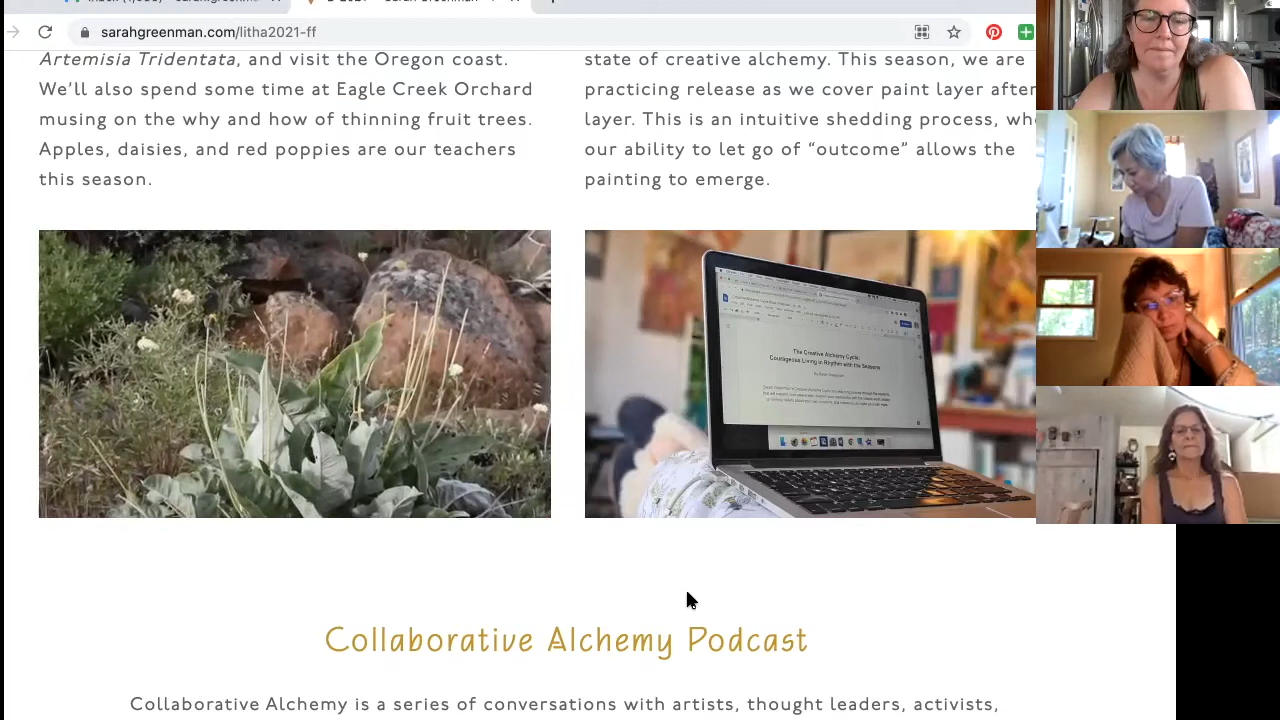 sarahgreenman.com/litha2021-ff
Artemisia Tridentata, and visit the Oregon coast.
We’ll also spend some time at Eagle Creek Orchard
musing on the why and how of thinning fruit trees.
Apples, daisies, and red poppies are our teachers
this season.
state of creative alchemy. This season, we are
practicing release as we cover paint layer after
layer. This is an intuitive shedding process, wh
our ability to let go of “outcome” allows the
painting to emerge.
The Creative Alchemy Cycle:
Courageous Living in Rhythm with the Seasons
Collaborative Alchemy Podcast
Collaborative Alchemy is a series of conversations with artists, thought leaders, activists,